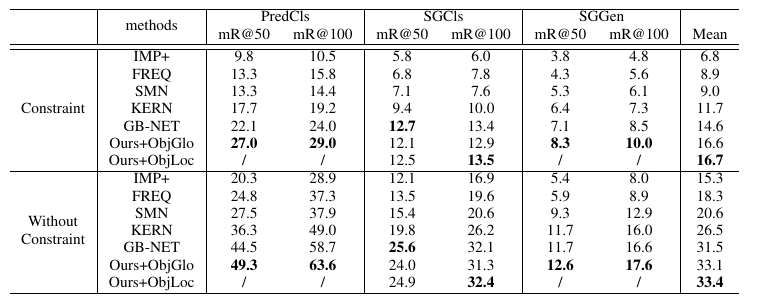 methods PredCls SGCls SGGen
mR@50 mR@100 mR@50 mR@100 mR@50 mR@100 Mean
Constraint
IMP+ 9.8 10.5 5.8 6.0 3.8 4.8 6.8
FREQ 13.3 15.8 6.8 7.8 4.3 5.6 8.9
SMN 13.3 14.4 7.1 7.6 5.3 6.1 9.0
KERN 17.7 19.2 9.4 10.0 6.4 7.3 11.7
GB-NET 22.1 24.0 12.7 13.4 7.1 8.5 14.6
Ours+ObjGlo 27.0 29.0 12.1 12.9 8.3 10.0 16.6
Ours+ObjLoc / / 12.5 13.5 / / 16.7
Without
Constraint
IMP+ 20.3 28.9 12.1 16.9 5.4 8.0 15.3
FREQ 24.8 37.3 13.5 19.6 5.9 8.9 18.3
SMN 27.5 37.9 15.4 20.6 9.3 12.9 20.6
KERN 36.3 49.0 19.8 26.2 11.7 16.0 26.5
GB-NET 44.5 58.7 25.6 32.1 11.7 16.6 31.5
Ours+ObjGlo 49.3 63.6 24.0 31.3 12.6 17.6 33.1
Ours+ObjLoc / / 24.9 32.4 / / 33.4